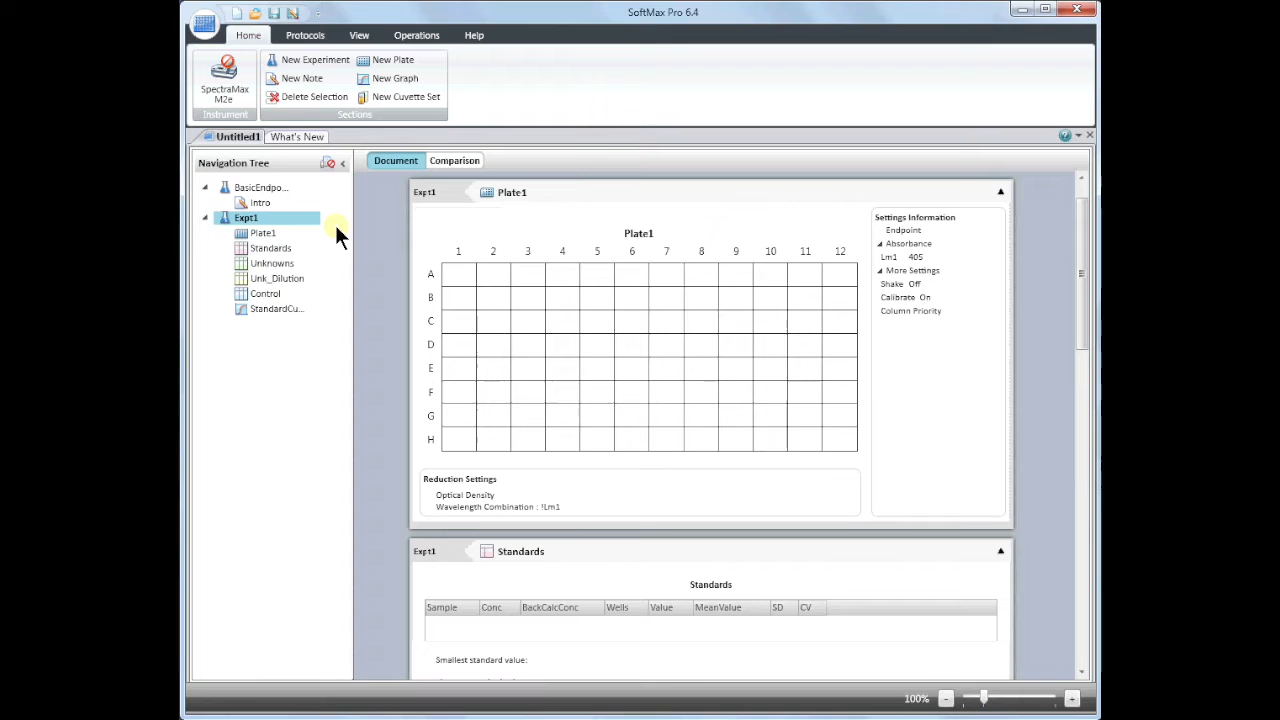 SoftMax Pro 6.4
Home Protocols View Operations Help
SpectraMax
M2e
Instrument
New Experiment New Plate
New Note New Graph
Delete Selection New Cuvette Set
Sections
Untitled1 What's New
Navigation Tree
BasicEndpo...
Intro
Expt1
Plate1
Standards
Unknowns
Unk_Dilution
Control
StandardCu...
Document Comparison
Expt1 Plate1
Plate1
1 2 3 4 5 6 7 8 9 10 11 12
A
B
C
D
E
F
G
H
Settings Information
Endpoint
Absorbance
Lm1 405
More Settings
Shake Off
Calibrate On
Column Priority
Reduction Settings
Optical Density
Wavelength Combination : !Lm1
Expt1 Standards
Standards
Sample Conc BackCalcConc Wells Value MeanValue SD CV
Smallest standard value:
100%